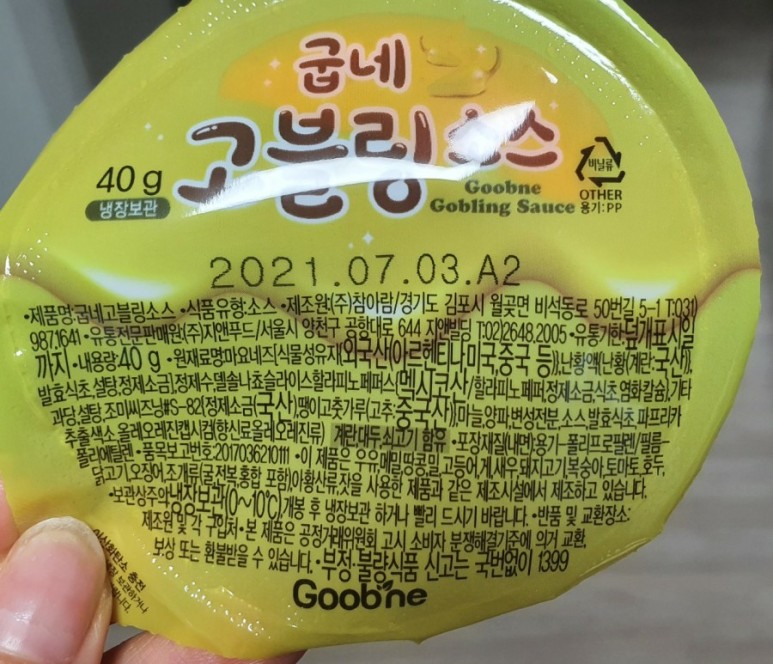 굽네
고블링 소스
40 g
냉장보관
Goobne
Gobling Sauce
비닐류
OTHER
용기:PP
2021.07.03.A2
•제품명:굽네고블링소스 •식품유형:소스 •제조원:(주)참아람/경기도 김포시 월곶면 비석동로 50번길 5-1 T:031)
987.1641 •유통전문판매원:(주)지앤푸드/서울시 양천구 공항대로 644 지앤빌딩 T:02)2648.2005 •유통기한:덮개표시일
까지 •내용량:40 g •원재료명:마요네즈[식물성유지{외국산(아르헨티나,미국,중국 등)},난황액{난황(계란:국산)},
발효식초,설탕,정제소금],정제수,델솔나쵸슬라이스할라피노페퍼스[멕시코산/할라피노페퍼,정제소금,식초,염화칼슘],기타
과당,설탕,조미씨즈닝#S-82{정제소금(국산),땡이고춧가루(고추:중국산)},마늘,양파,변성전분,소스,발효식초,파프리카
추출색소,올레오레진캡시컴(향신료올레오레진류) 계란,대두,쇠고기 함유 •포장재질(내면):용기-폴리프로필렌/필름-
폴리에틸렌 •품목보고번호:2017036210111 •이 제품은 우유,메밀,땅콩,밀,고등어,게,새우,돼지고기,복숭아,토마토,호두,
닭고기,오징어,조개류(굴,전복,홍합 포함),아황산류,잣을 사용한 제품과 같은 제조시설에서 제조하고 있습니다.
•보관상주의:냉장보관(0~10℃),개봉 후 냉장보관 하거나 빨리 드시기 바랍니다. •반품 및 교환장소:
제조원 및 각 구입처 •본 제품은 공정거래위원회 고시 소비자 분쟁해결기준에 의거 교환,
보상 또는 환불받을 수 있습니다. •부정·불량식품 신고는 국번없이 1399
Goobne